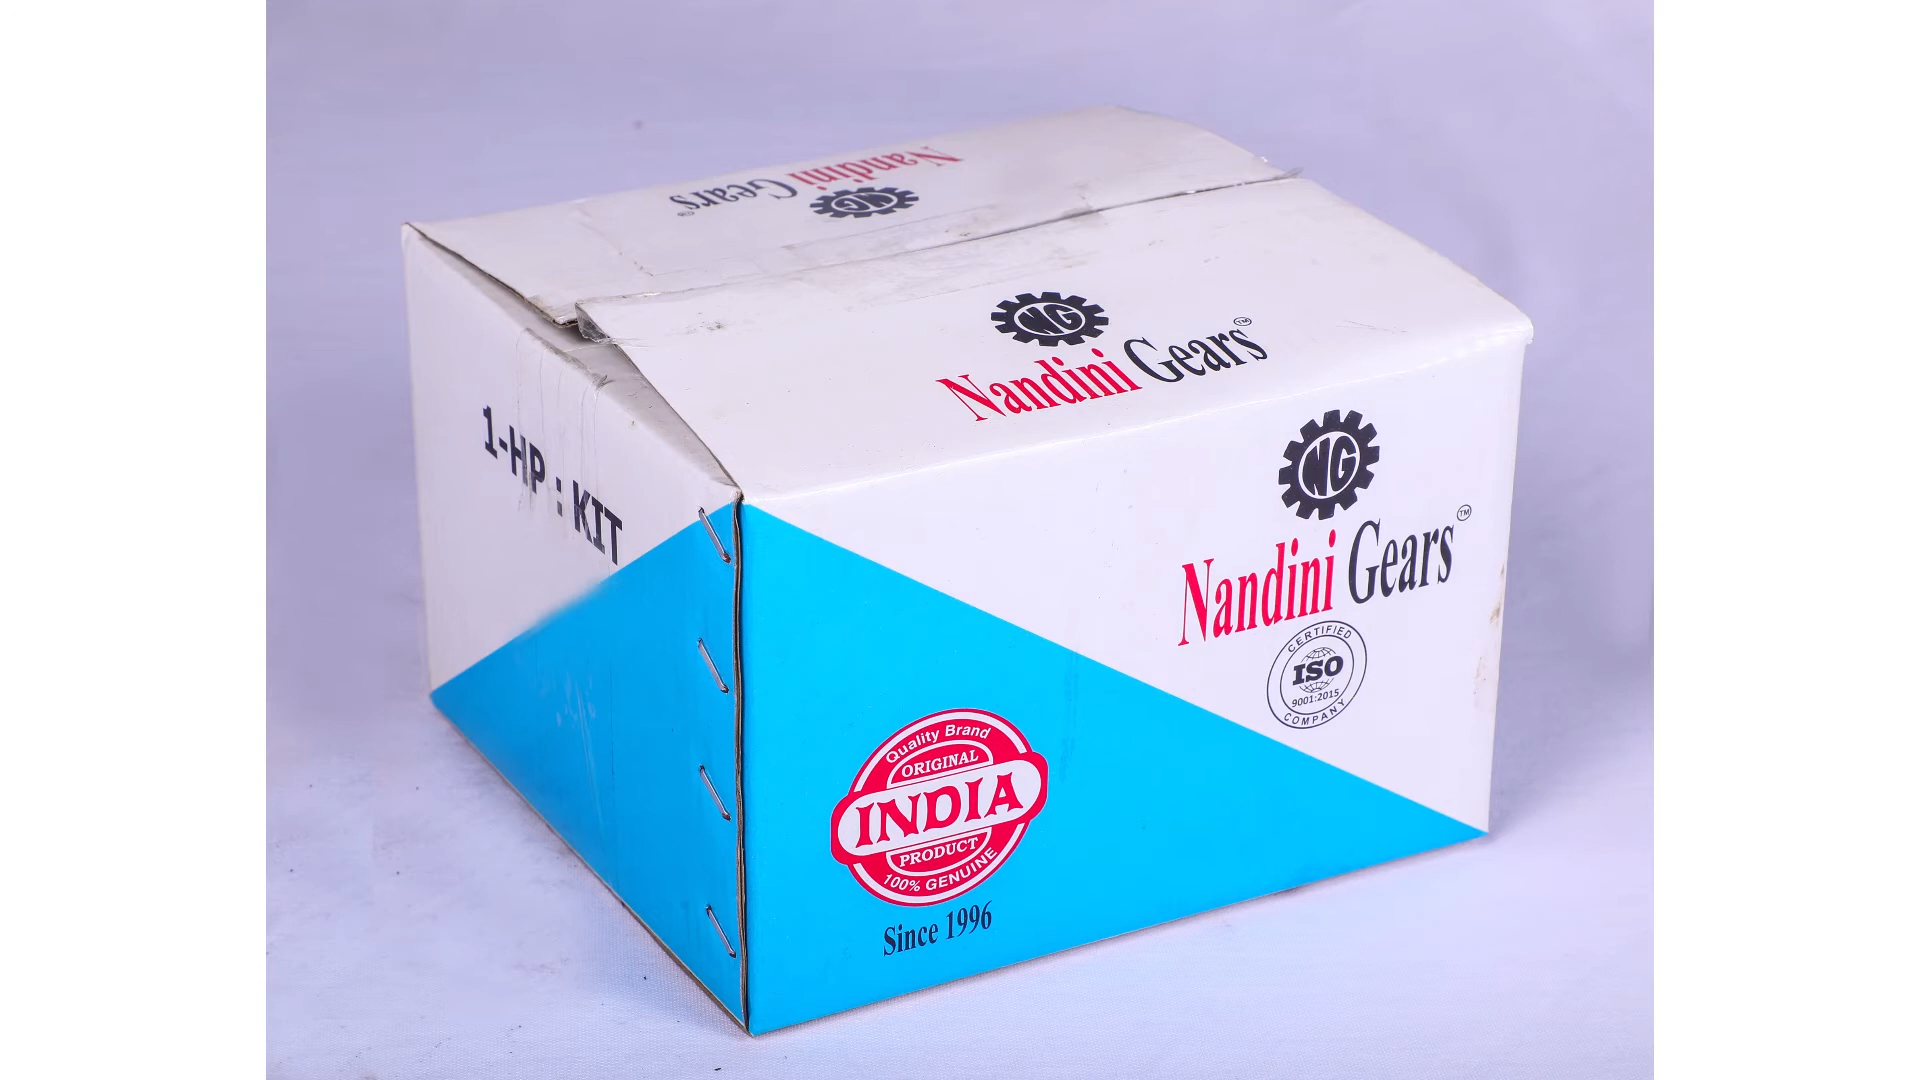 Nandini Gears
NG
NG
Nandini Gears™
1-HP : KIT
NG
Nandini Gears™
CERTIFIED
ISO
9001:2015
COMPANY
Quality Brand
ORIGINAL
INDIA
PRODUCT
100% GENUINE
Since 1996